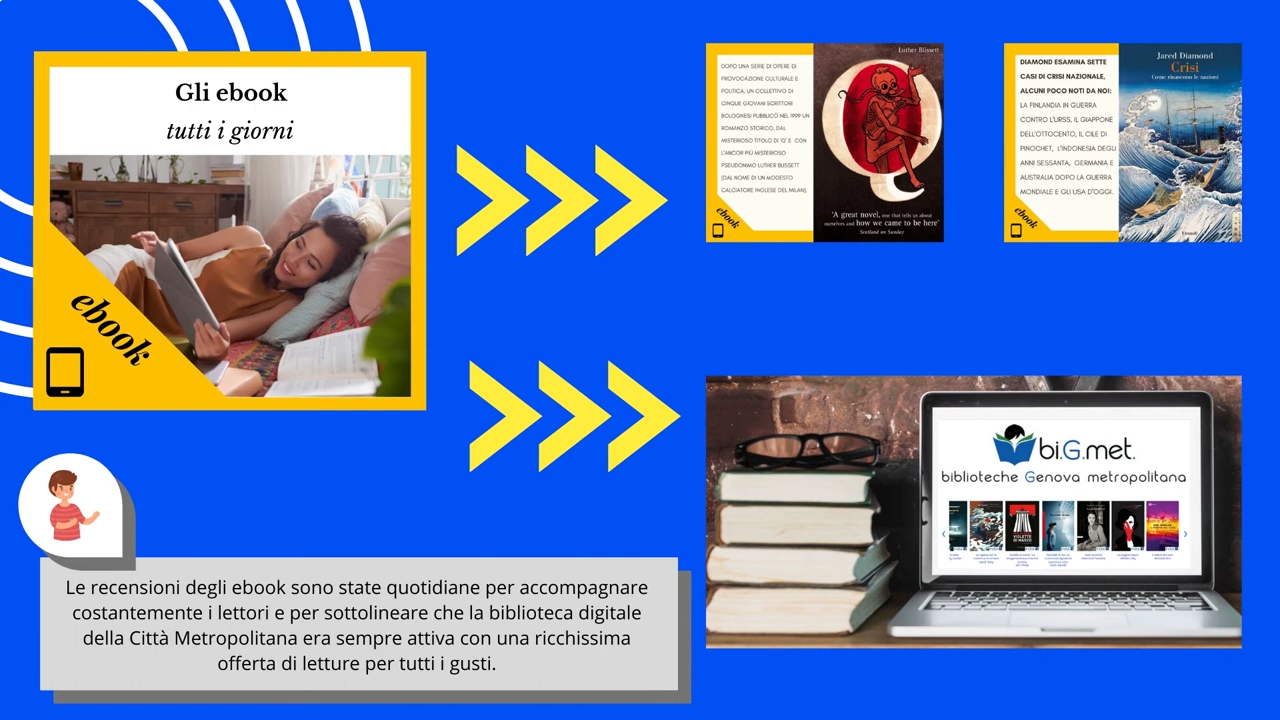 Gli ebook
tutti i giorni
ebook
DOPO UNA SERIE DI OPERE DI
PROVOCAZIONE CULTURALE E
POLITICA, UN COLLETTIVO DI
CINQUE GIOVANI SCRITTORI
BOLOGNESI PUBBLICÒ NEL 1999 UN
ROMANZO STORICO, DAL
MISTERIOSO TITOLO DI 'Q' E CON
L'ANCOR PIÙ MISTERIOSO
PSEUDONIMO LUTHER BLISSETT
(DAL NOME DI UN MODESTO
CALCIATORE INGLESE DEL MILAN).
ebook
Luther Blissett
'A great novel, one that tells us about
ourselves and how we came to be here'
Scotland on Sunday
DIAMOND ESAMINA SETTE
CASI DI CRISI NAZIONALE,
ALCUNI POCO NOTI DA NOI:
LA FINLANDIA IN GUERRA
CONTRO L'URSS, IL GIAPPONE
DELL'OTTOCENTO, IL CILE DI
PINOCHET, L'INDONESIA DEGLI
ANNI SESSANTA, GERMANIA E
AUSTRALIA DOPO LA GUERRA
MONDIALE E GLI USA D'OGGI.
ebook
Jared Diamond
Crisi
Come rinascono le nazioni
Einaudi
bi.G.met.
biblioteche Genova metropolitana
Le recensioni degli ebook sono state quotidiane per accompagnare
costantemente i lettori e per sottolineare che la biblioteca digitale
della Città Metropolitana era sempre attiva con una ricchissima
offerta di letture per tutti i gusti.